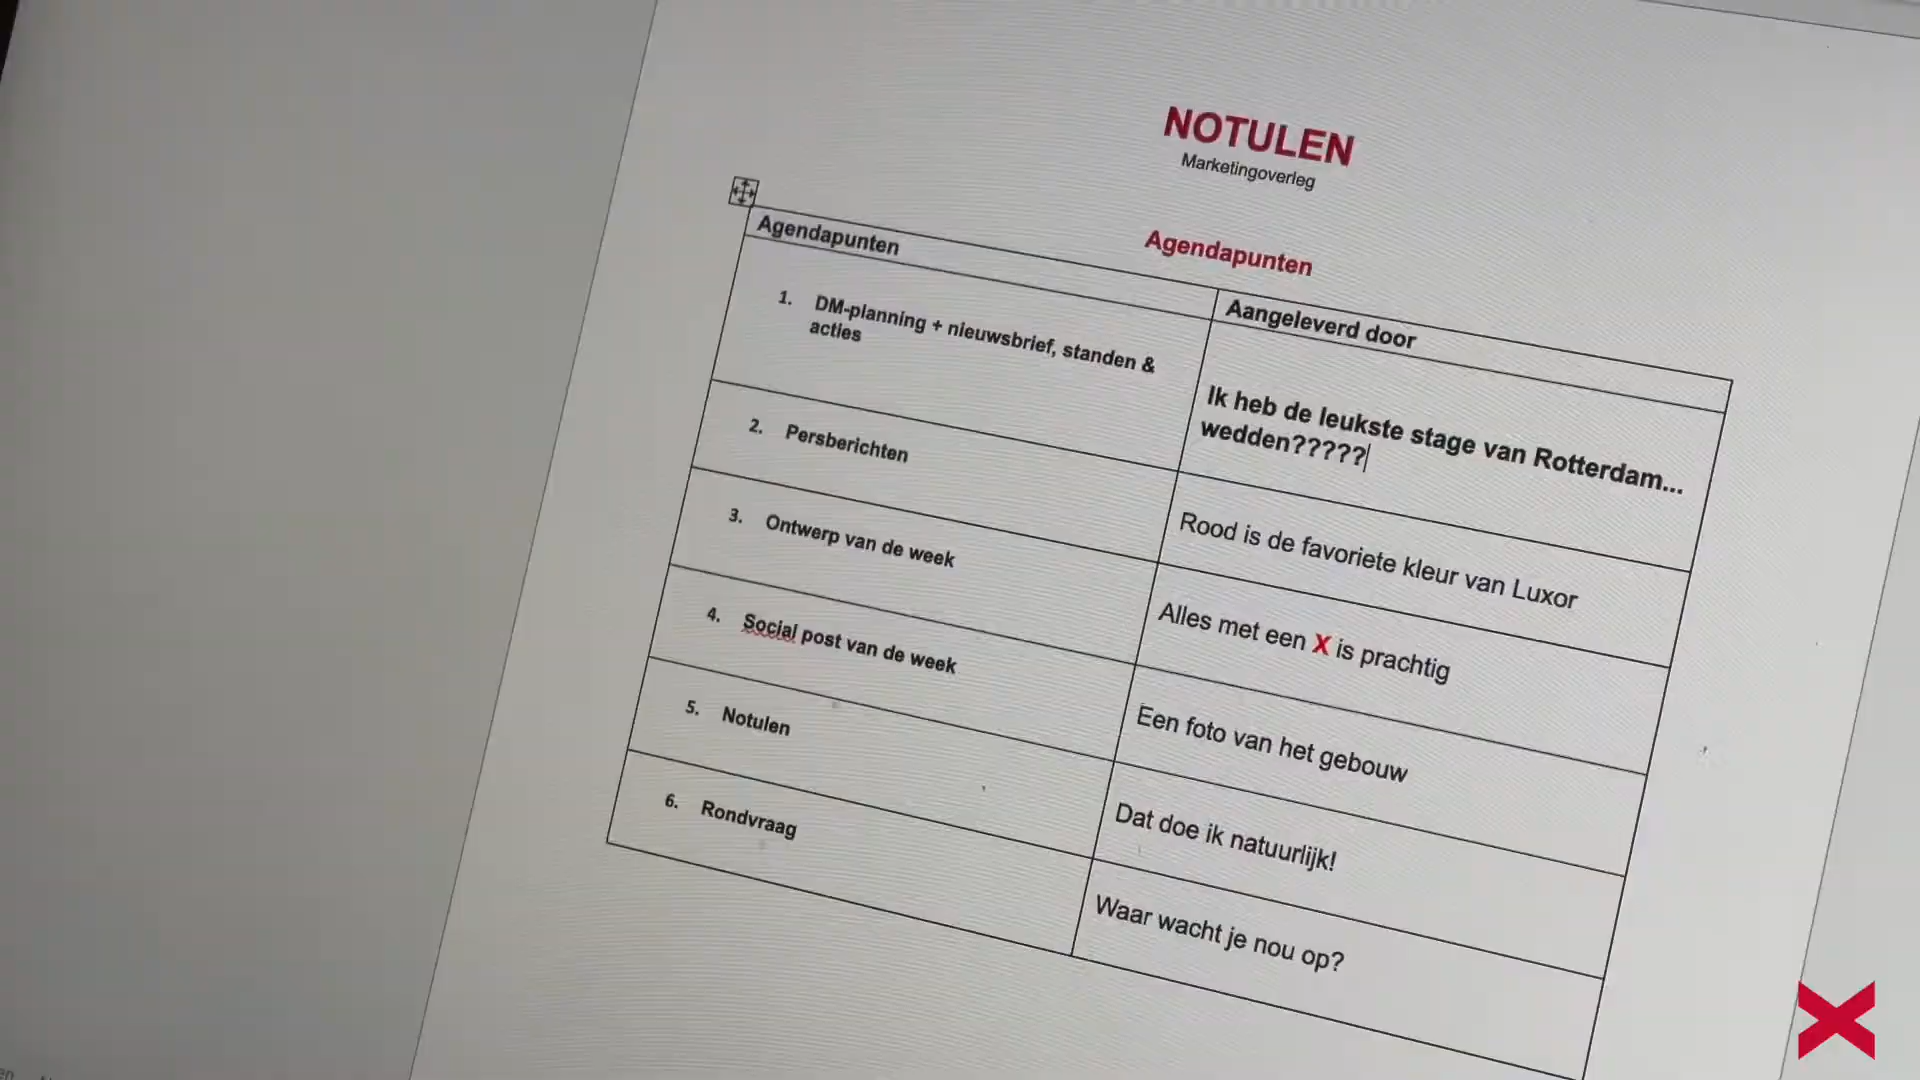 NOTULEN
Marketingoverleg
Agendapunten
Agendapunten
Aangeleverd door
1. DM-planning + nieuwsbrief, standen &
acties
Ik heb de leukste stage van Rotterdam...
wedden?????
2. Persberichten
Rood is de favoriete kleur van Luxor
3. Ontwerp van de week
Alles met een X is prachtig
4. Social post van de week
Een foto van het gebouw
5. Notulen
Dat doe ik natuurlijk!
6. Rondvraag
Waar wacht je nou op?
X